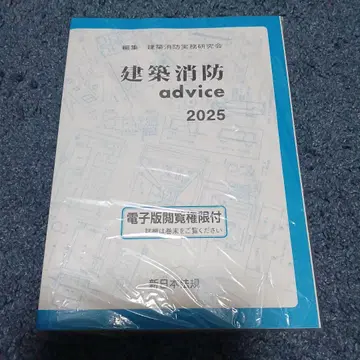 編集 建築消防実務研究会
建築消防
advice
2025
電子版閲覧権限付
詳細は巻末をご覧ください
新日本法規